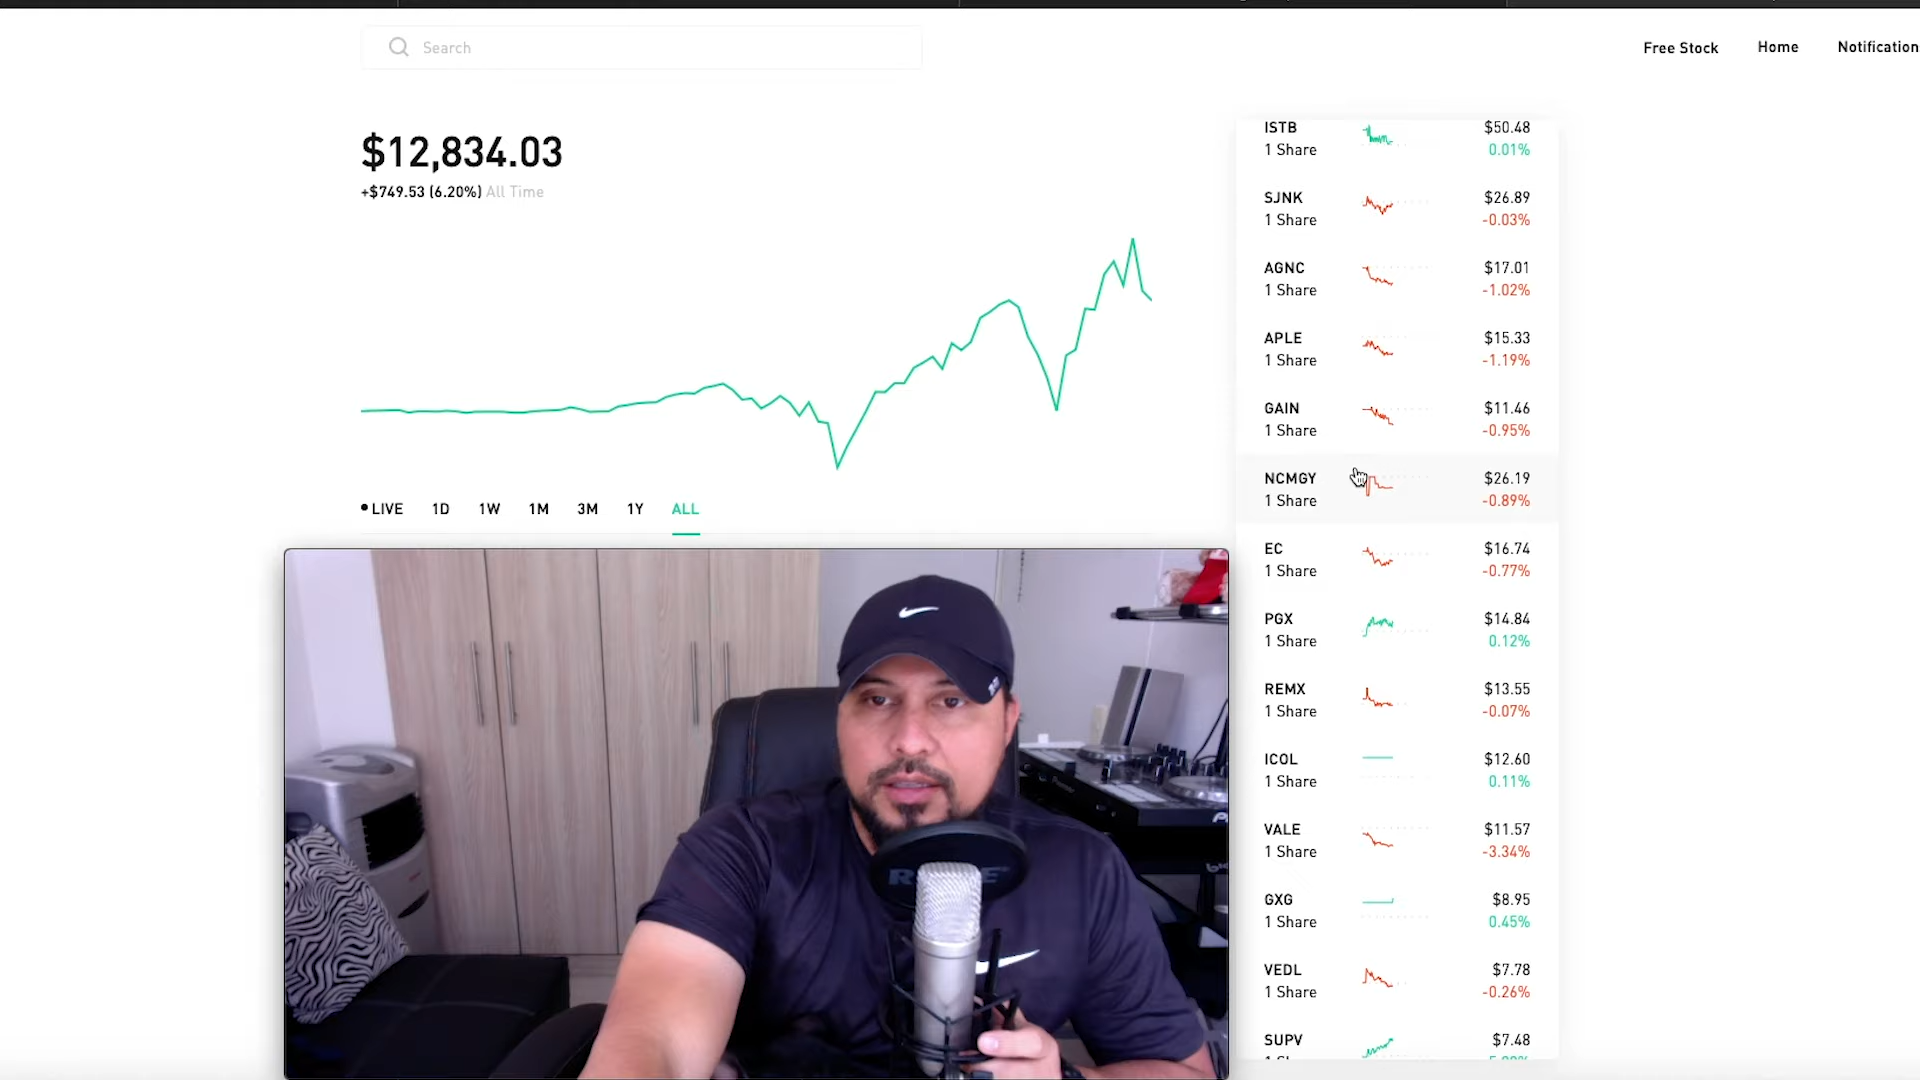 Search
Free Stock
Home
Notification
$12,834.03
+$749.53 (6.20%) All Time
LIVE
1D
1W
1M
3M
1Y
ALL
ISTB
$50.48
1 Share
0.01%
SJNK
$26.89
1 Share
-0.03%
AGNC
$17.01
1 Share
-1.02%
APLE
$15.33
1 Share
-1.19%
GAIN
$11.46
1 Share
-0.95%
NCMGY
$26.19
1 Share
-0.89%
EC
$16.74
1 Share
-0.77%
PGX
$14.84
1 Share
0.12%
REMX
$13.55
1 Share
-0.07%
ICOL
$12.60
1 Share
0.11%
VALE
$11.57
1 Share
-3.34%
GXG
$8.95
1 Share
0.45%
VEDL
$7.78
1 Share
-0.26%
SUPV
$7.48